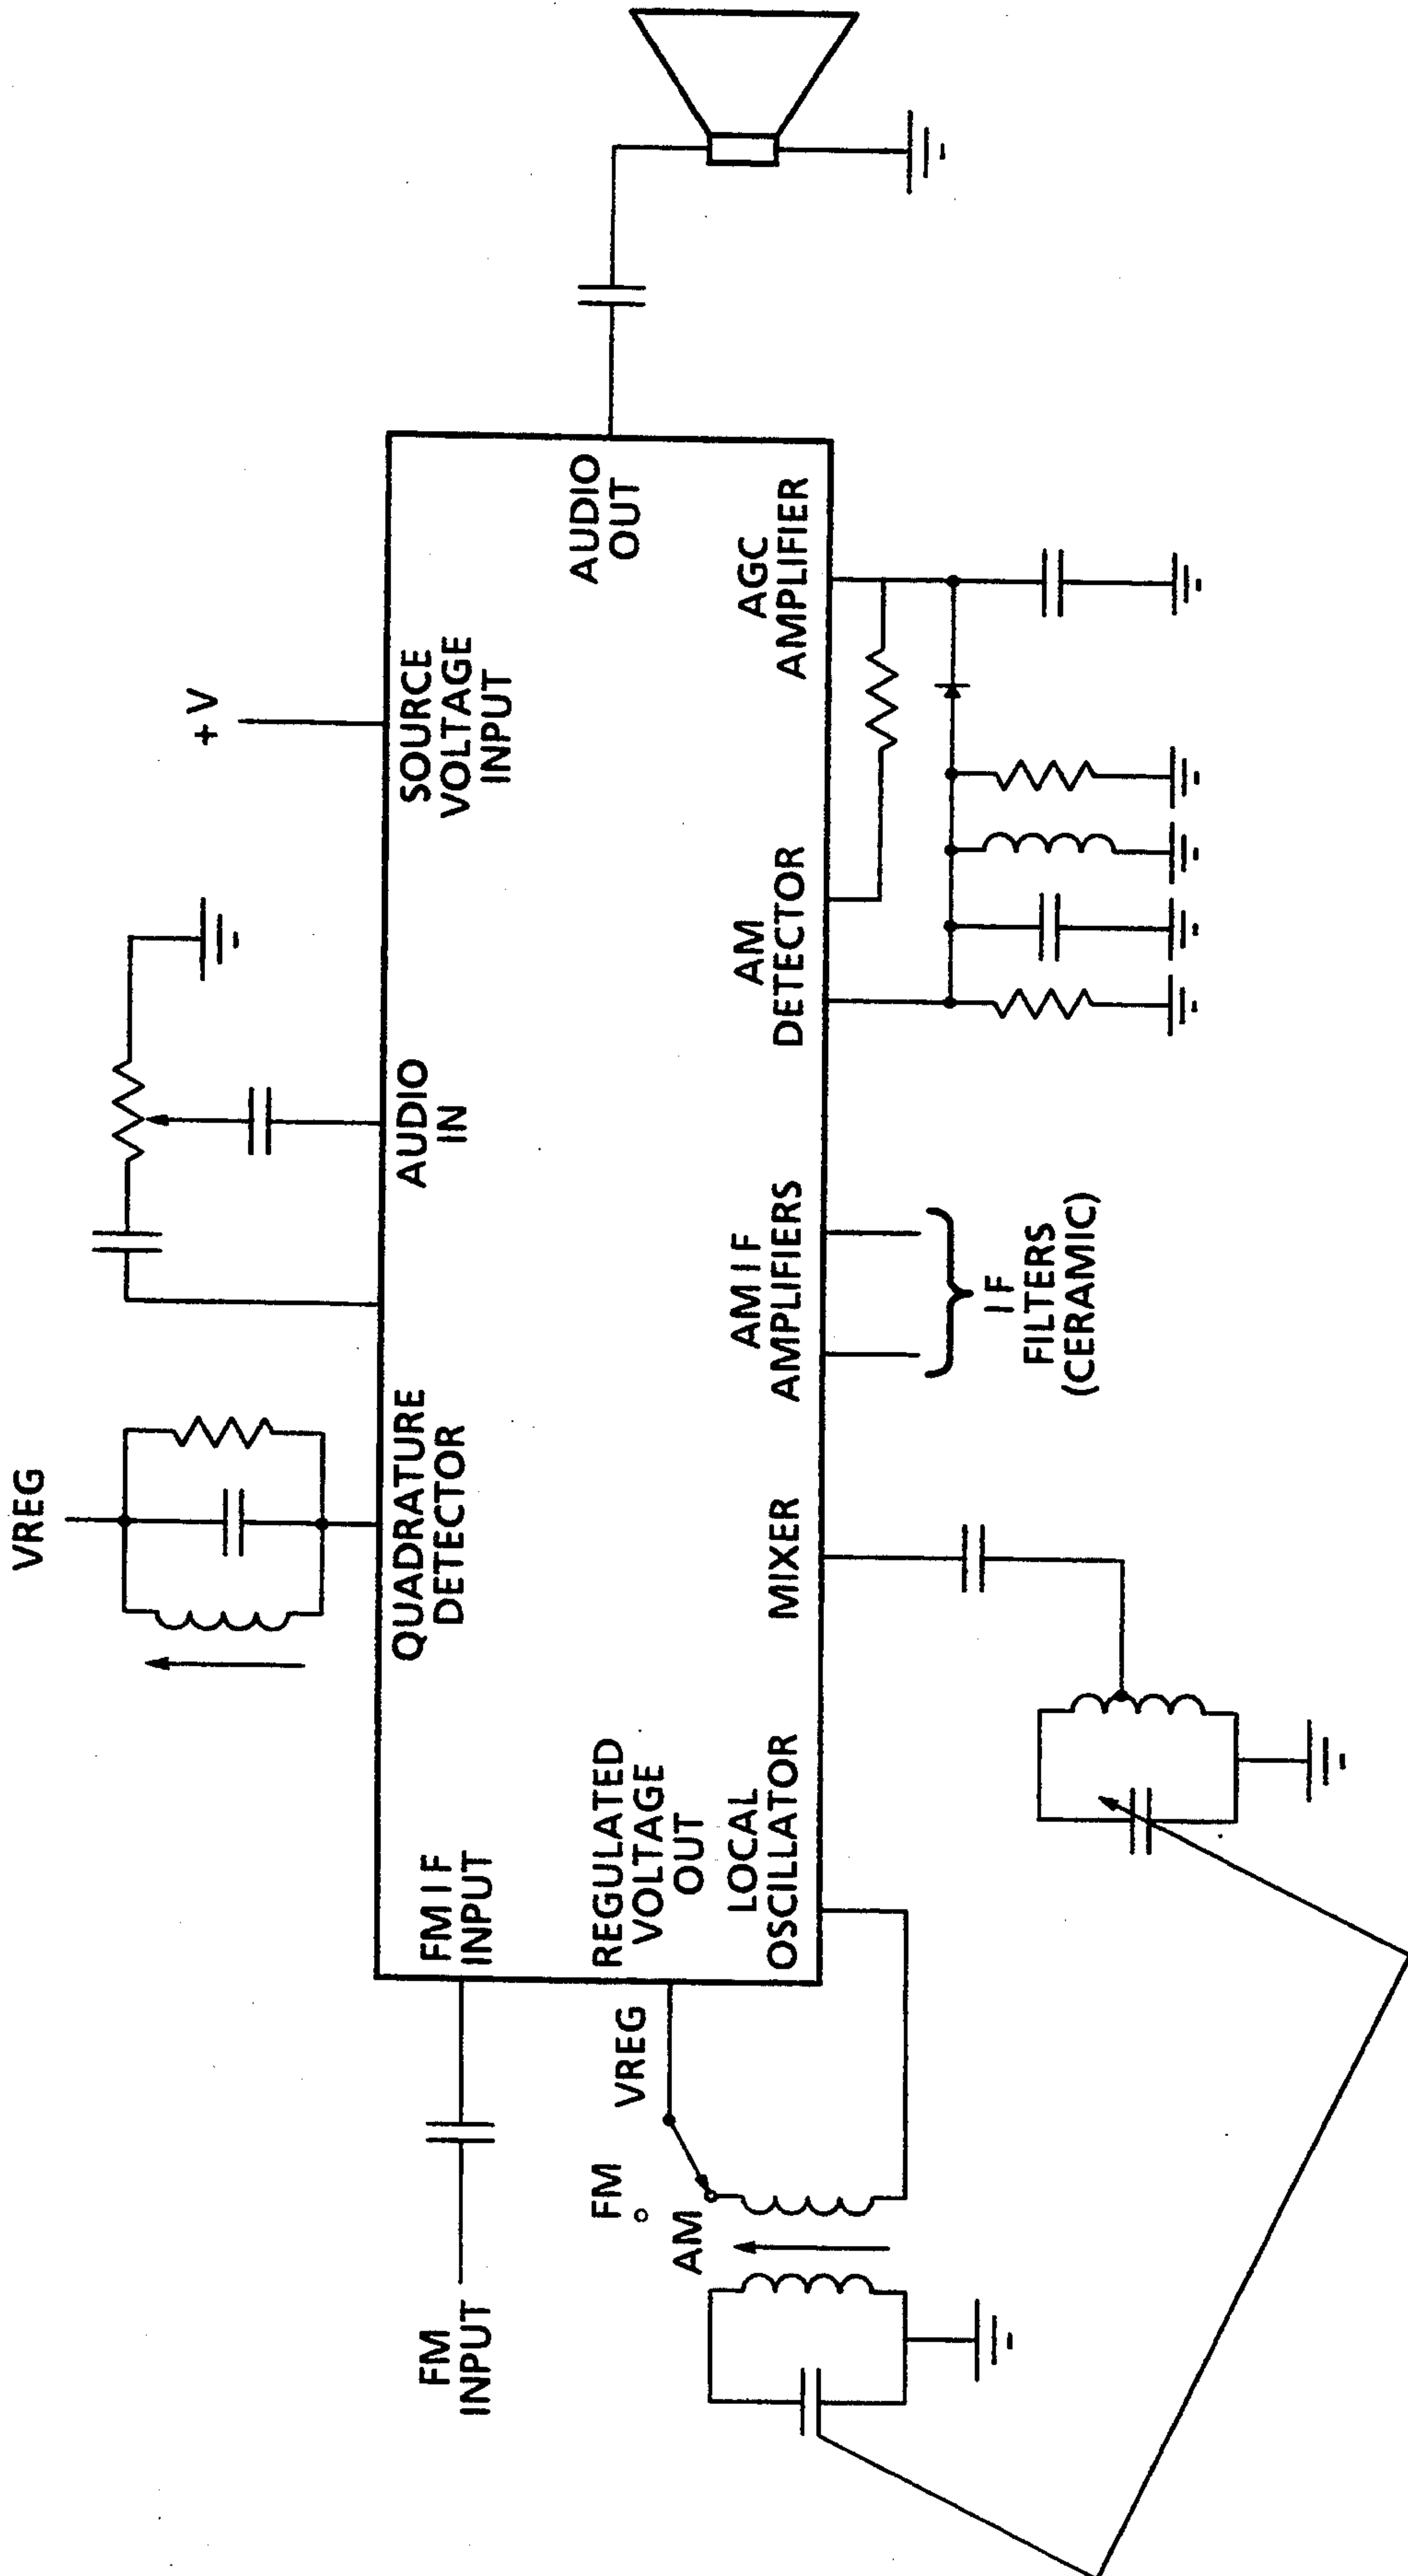 FM
INPUT
FM I F
INPUT
VREG
QUADRATURE
DETECTOR
AUDIO
IN
+V
SOURCE
VOLTAGE
INPUT
AUDIO
OUT
FM
AM
VREG
REGULATED
VOLTAGE
OUT
LOCAL
OSCILLATOR
MIXER
AM I F
AMPLIFIERS
AM
DETECTOR
AGC
AMPLIFIER
I F
FILTERS
(CERAMIC)